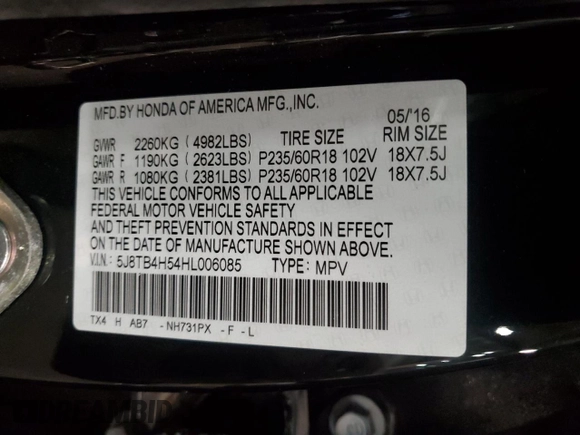 MFD.BY HONDA OF AMERICA MFG.,INC. 05/'16
GVWR 2260KG (4982LBS) TIRE SIZE RIM SIZE
GAWR F 1190KG (2623LBS) P235/60R18 102V 18X7.5J
GAWR R 1080KG (2381LBS) P235/60R18 102V 18X7.5J
THIS VEHICLE CONFORMS TO ALL APPLICABLE
FEDERAL MOTOR VEHICLE SAFETY
AND THEFT PREVENTION STANDARDS IN EFFECT
ON THE DATE OF MANUFACTURE SHOWN ABOVE.
V.I.N: 5J8TB4H54HL006085 TYPE: MPV
TX4 H AB7 - NH731PX - F - L